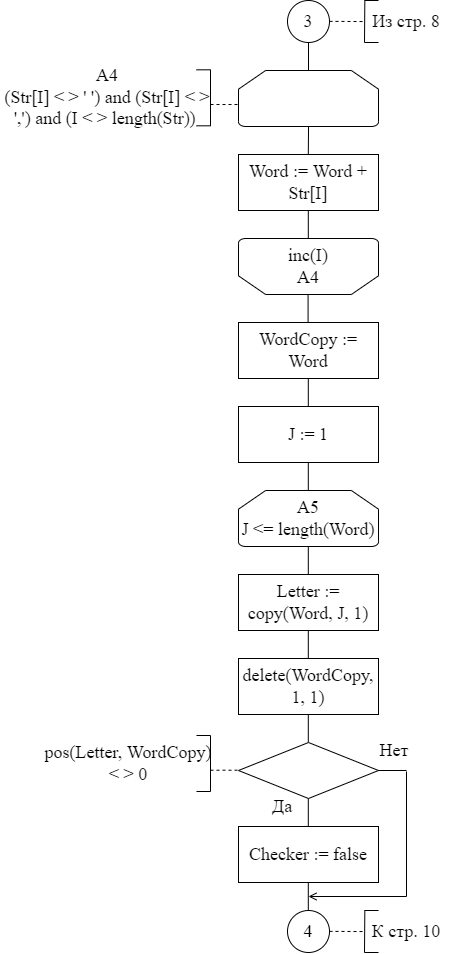 3
Из стр. 8
A4
(Str[I] < > ' ') and (Str[I] < >
',') and (I < > length(Str))
Word := Word +
Str[I]
inc(I)
A4
WordCopy :=
Word
J := 1
A5
J <= length(Word)
Letter :=
copy(Word, J, 1)
delete(WordCopy,
1, 1)
pos(Letter, WordCopy)
< > 0
Нет
Да
Checker := false
4
К стр. 10